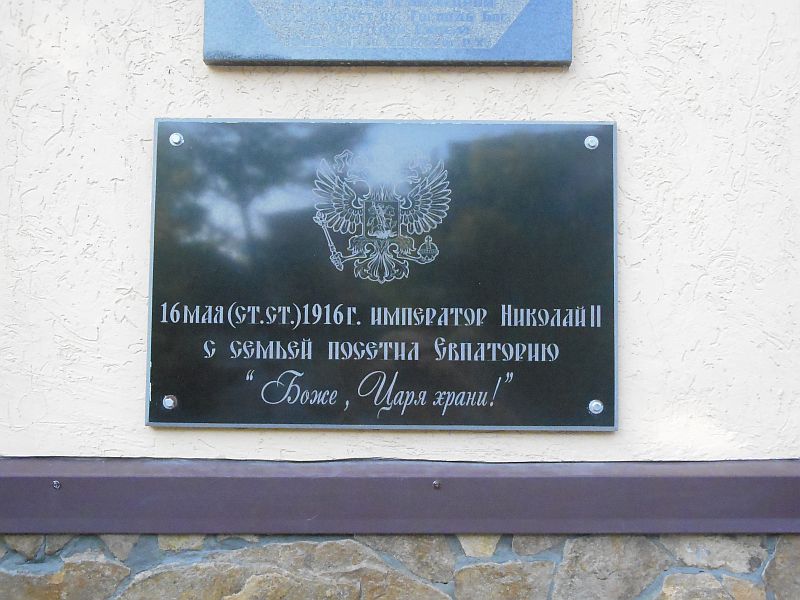 16 мая (ст.ст.) 1916 г. император Николай II
с семьей посетил Евпаторию
“Боже, Царя храни!”